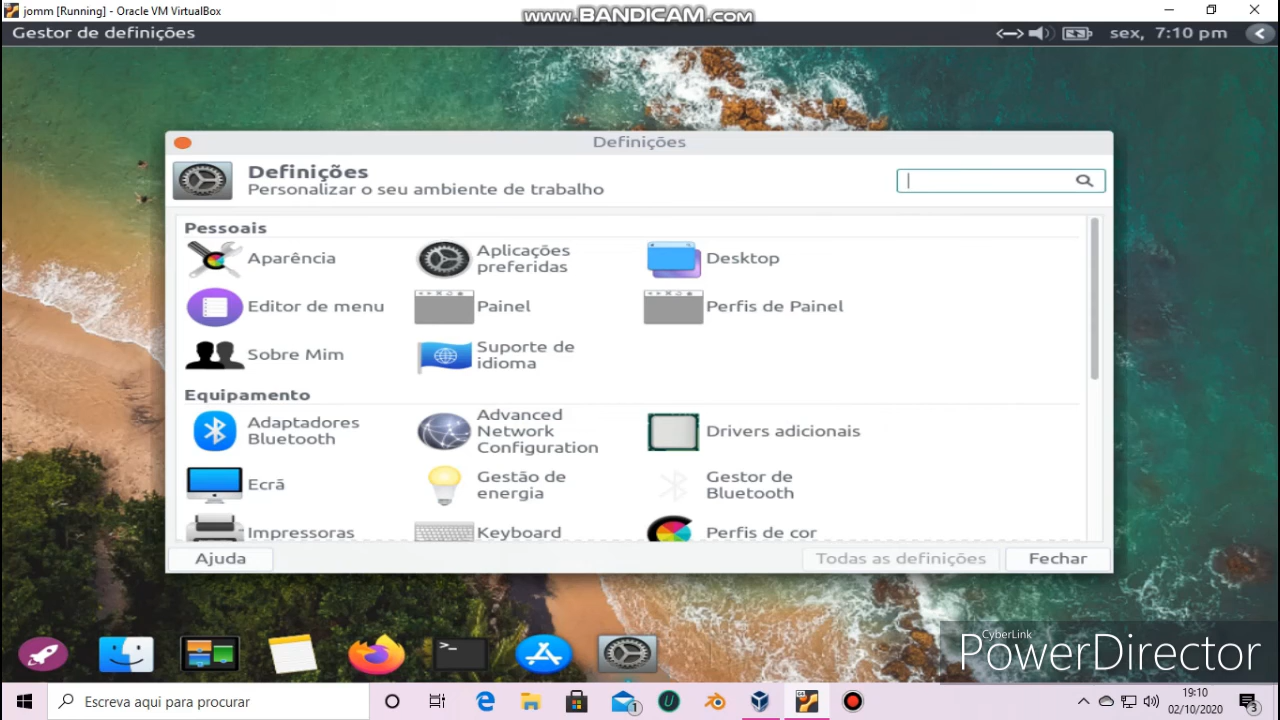 jomm [Running] - Oracle VM VirtualBox
www.BANDICAM.com
Gestor de definições
sex, 7:10 pm
Definições
Definições
Personalizar o seu ambiente de trabalho
Pessoais
Aparência
Aplicações
preferidas
Desktop
Editor de menu
Painel
Perfis de Painel
Sobre Mim
Suporte de
idioma
Equipamento
Adaptadores
Bluetooth
Advanced
Network
Configuration
Drivers adicionais
Ecrã
Gestão de
energia
Gestor de
Bluetooth
Impressoras
Keyboard
Perfis de cor
Ajuda
Todas as definições
Fechar
CyberLink
PowerDirector
Escreva aqui para procurar
1
19:10
02/10/2020
3